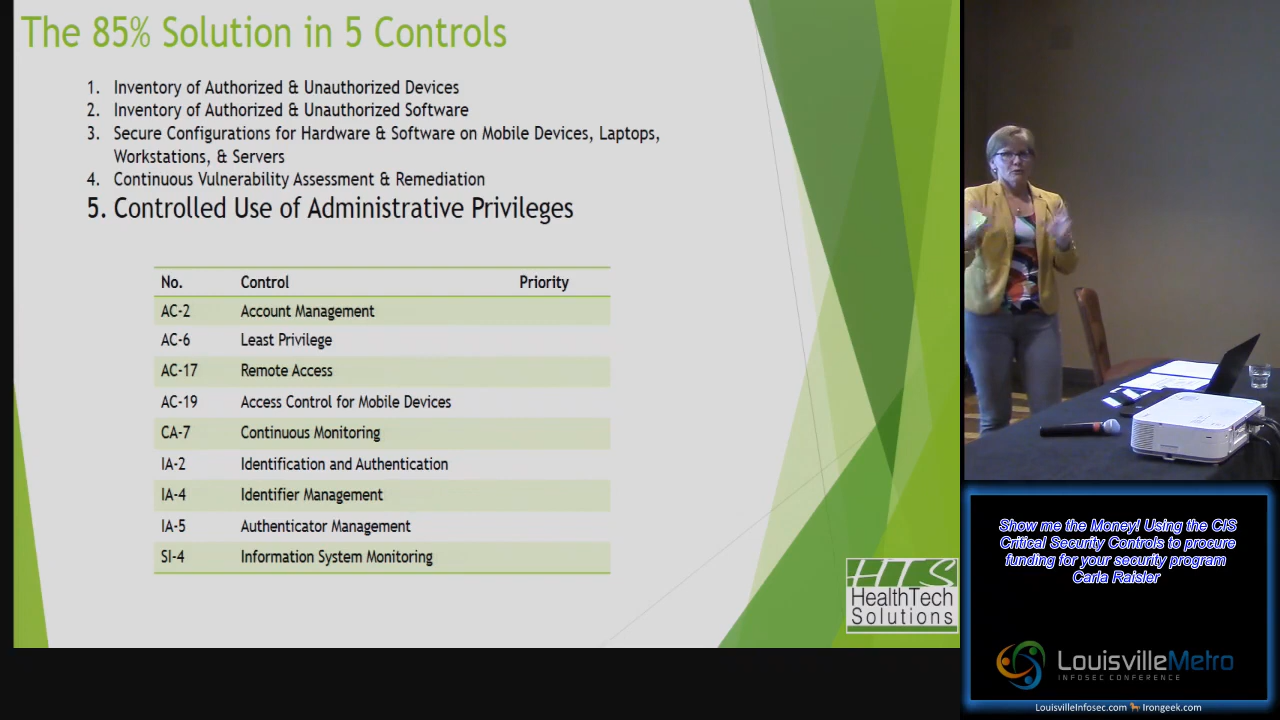 The 85% Solution in 5 Controls
1. Inventory of Authorized & Unauthorized Devices
2. Inventory of Authorized & Unauthorized Software
3. Secure Configurations for Hardware & Software on Mobile Devices, Laptops,
Workstations, & Servers
4. Continuous Vulnerability Assessment & Remediation
5. Controlled Use of Administrative Privileges
No. Control Priority
AC-2 Account Management
AC-6 Least Privilege
AC-17 Remote Access
AC-19 Access Control for Mobile Devices
CA-7 Continuous Monitoring
IA-2 Identification and Authentication
IA-4 Identifier Management
IA-5 Authenticator Management
SI-4 Information System Monitoring
HTS
HealthTech
Solutions
Show me the Money! Using the CIS
Critical Security Controls to procure
funding for your security program
Carla Raisler
LouisvilleMetro
INFOSEC CONFERENCE
LouisvilleInfosec.com Irongeek.com